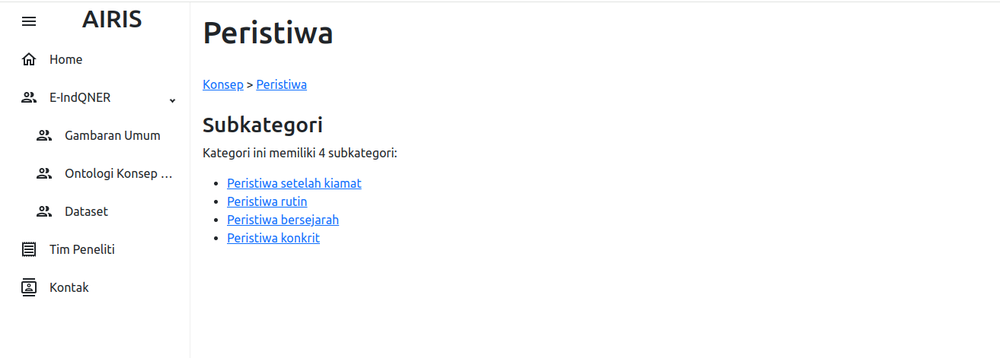 AIRIS
Home
E-IndQNER
Gambaran Umum
Ontologi Konsep ...
Dataset
Tim Peneliti
Kontak
Peristiwa
Konsep > Peristiwa
Subkategori
Kategori ini memiliki 4 subkategori:
Peristiwa setelah kiamat
Peristiwa rutin
Peristiwa bersejarah
Peristiwa konkrit